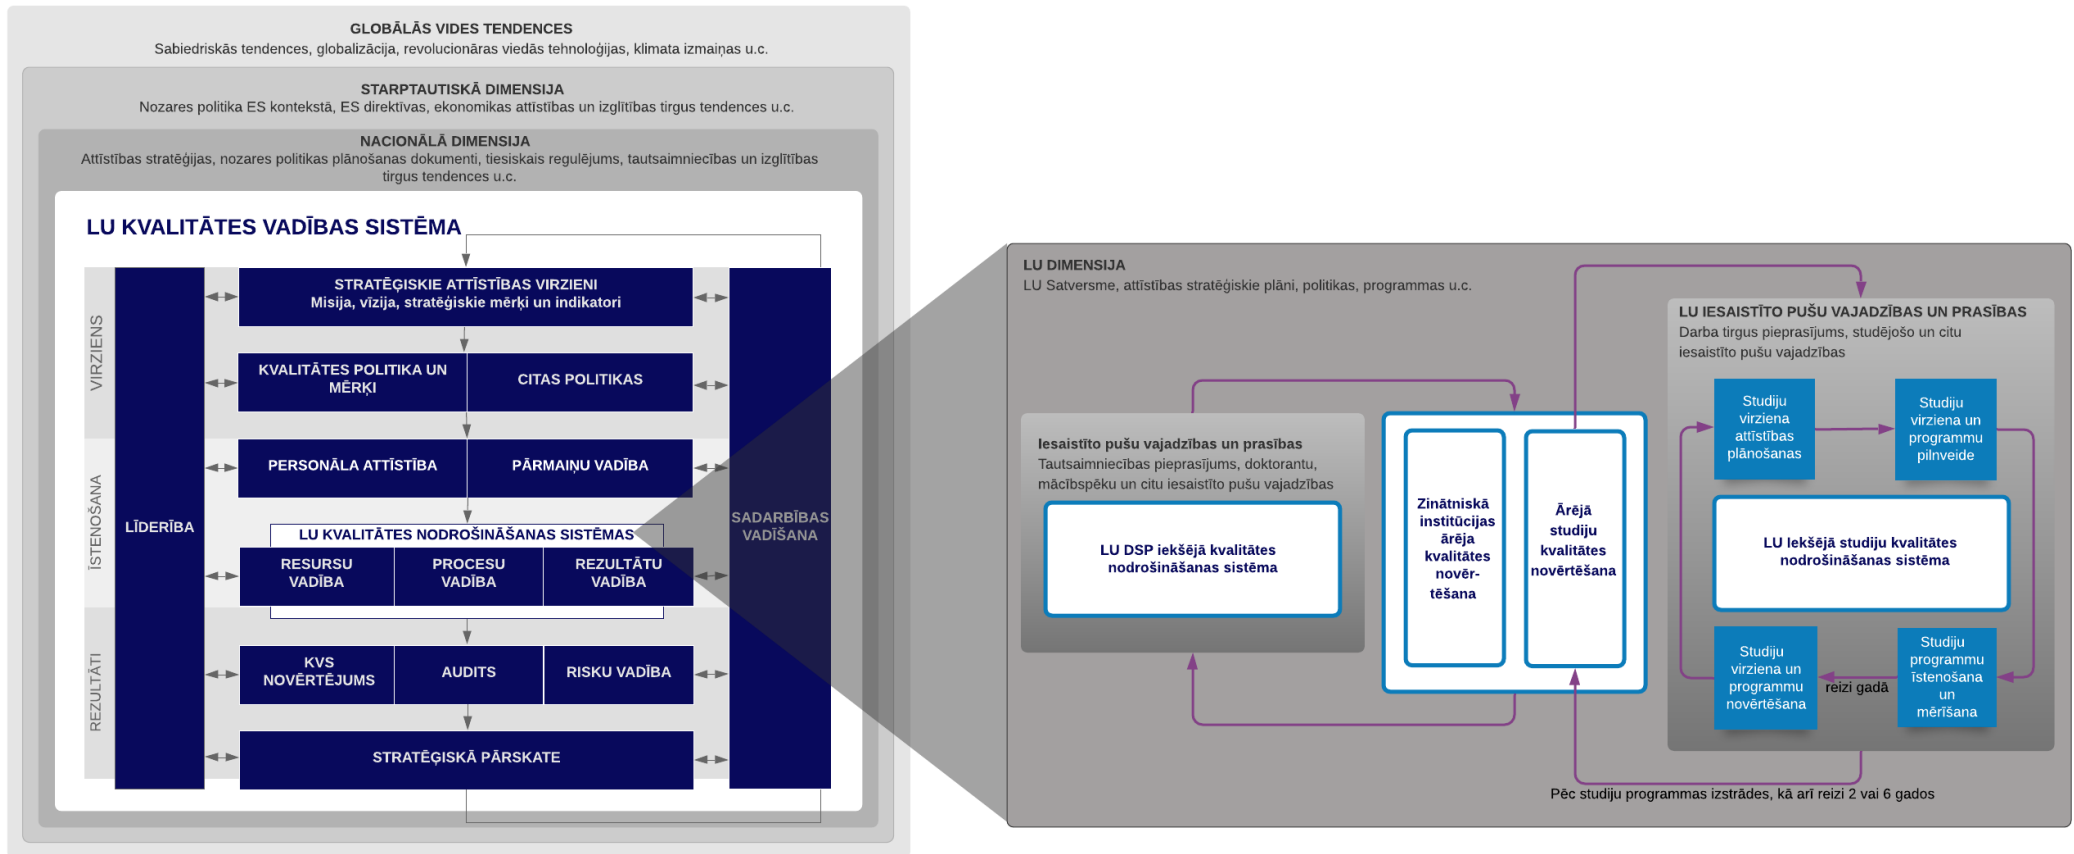 GLOBĀLĀS VIDES TENDENCES
Sabiedriskās tendences, globalizācija, revolucionāras viedās tehnoloģijas, klimata izmaiņas u.c.
STARPTAUTISKĀ DIMENSIJA
Nozares politika ES kontekstā, ES direktīvas, ekonomikas attīstības un izglītības tirgus tendences u.c.
NACIONĀLĀ DIMENSIJA
Attīstības stratēģijas, nozares politikas plānošanas dokumenti, tiesiskais regulējums, tautsaimniecības un izglītības
tirgus tendences u.c.
LU KVALITĀTES VADĪBAS SISTĒMA
VIRZIENS
ĪSTENOŠANA
REZULTĀTI
LĪDERĪBA
STRATĒĢISKIE ATTĪSTĪBAS VIRZIENI
Misija, vīzija, stratēģiskie mērķi un indikatori
KVALITĀTES POLITIKA UN
MĒRĶI
CITAS POLITIKAS
PERSONĀLA ATTĪSTĪBA
PĀRMAIŅU VADĪBA
LU KVALITĀTES NODROŠINĀŠANAS SISTĒMAS
RESURSU
VADĪBA
PROCESU
VADĪBA
REZULTĀTU
VADĪBA
KVS
NOVĒRTĒJUMS
AUDITS
RISKU VADĪBA
STRATĒĢISKĀ PĀRSKATE
SADARBĪBAS
VADĪŠANA
LU DIMENSIJA
LU Satversme, attīstības stratēģiskie plāni, politikas, programmas u.c.
Iesaistīto pušu vajadzības un prasības
Tautsaimniecības pieprasījums, doktorantu,
mācībspēku un citu iesaistīto pušu vajadzības
LU DSP iekšējā kvalitātes
nodrošināšanas sistēma
Zinātniskā
institūcijas
ārēja
kvalitātes
novēr-
tēšana
Ārējā
studiju
kvalitātes
novērtēšana
LU IESAISTĪTO PUŠU VAJADZĪBAS UN PRASĪBAS
Darba tirgus pieprasījums, studējošo un citu
iesaistīto pušu vajadzības
Studiju
virziena
attīstības
plānošanas
Studiju
virziena un
programmu
pilnveide
LU Iekšējā studiju kvalitātes
nodrošināšanas sistēma
Studiju
virziena un
programmu
novērtēšana
reizi gadā
Studiju
programmu
īstenošana
un
mērīšana
Pēc studiju programmas izstrādes, kā arī reizi 2 vai 6 gados